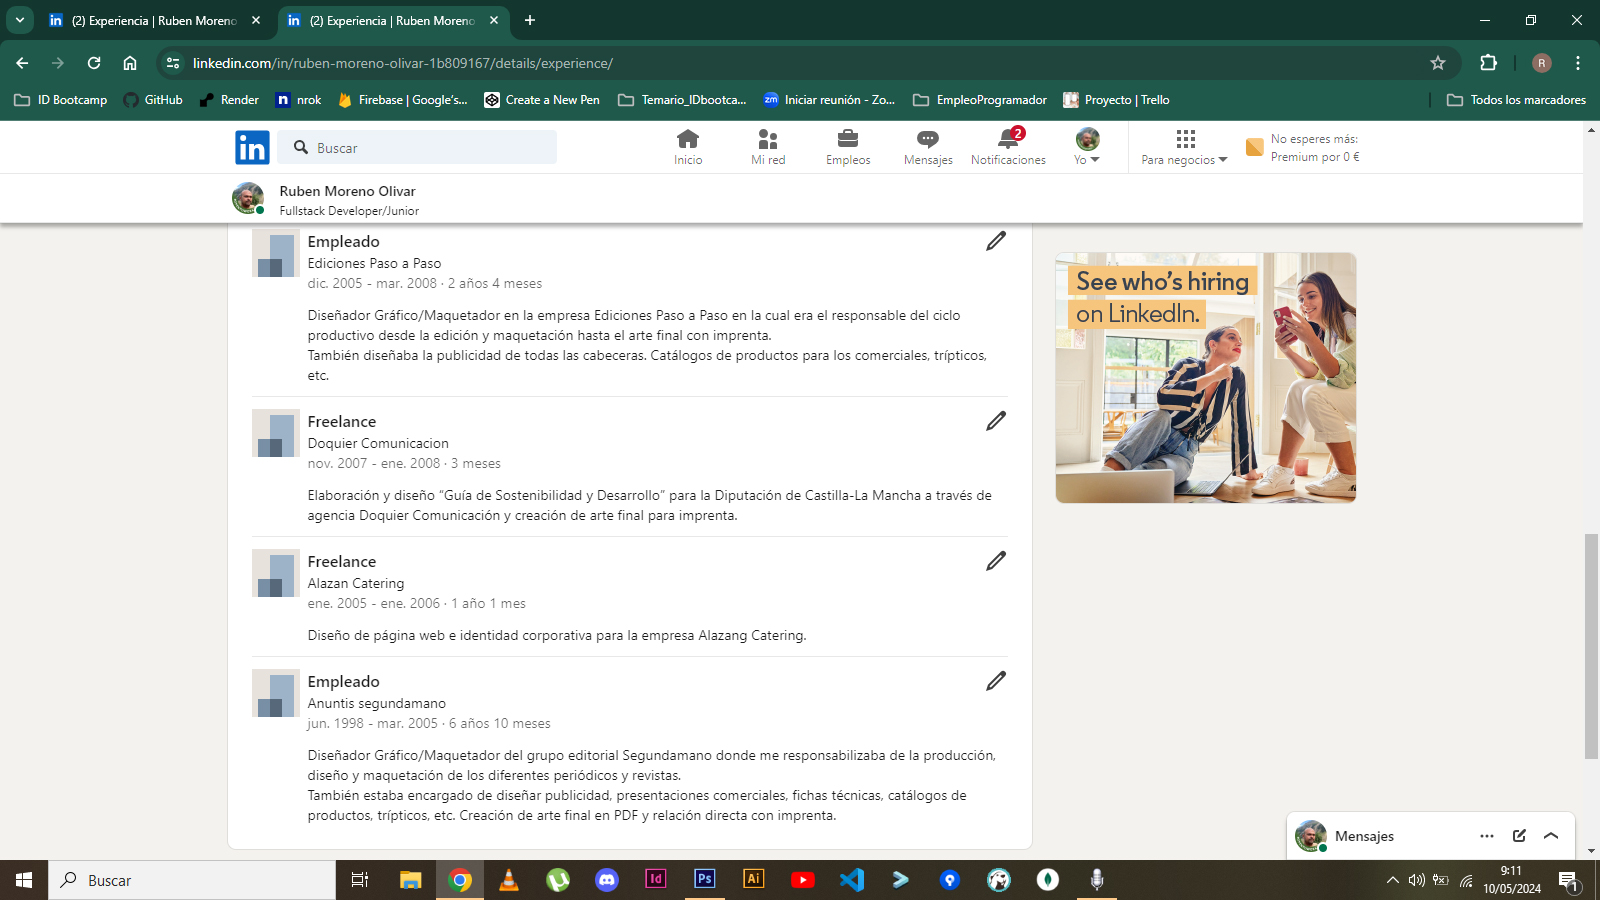 (2) Experiencia | Ruben Moreno
(2) Experiencia | Ruben Moreno
linkedin.com/in/ruben-moreno-olivar-1b809167/details/experience/
R
ID Bootcamp
GitHub
Render
n nrok
Firebase | Google's...
Create a New Pen
Temario_IDbootca...
zm Iniciar reunión - Zo...
EmpleoProgramador
Proyecto | Trello
Todos los marcadores
in
Buscar
Inicio
Mi red
Empleos
Mensajes
2
Notificaciones
Yo
Para negocios
No esperes más:
Premium por 0 €
Ruben Moreno Olivar
Fullstack Developer/Junior
Empleado
Ediciones Paso a Paso
dic. 2005 - mar. 2008 · 2 años 4 meses
Diseñador Gráfico/Maquetador en la empresa Ediciones Paso a Paso en la cual era el responsable del ciclo
productivo desde la edición y maquetación hasta el arte final con imprenta.
También diseñaba la publicidad de todas las cabeceras. Catálogos de productos para los comerciales, trípticos,
etc.
Freelance
Doquier Comunicacion
nov. 2007 - ene. 2008 · 3 meses
Elaboración y diseño “Guía de Sostenibilidad y Desarrollo” para la Diputación de Castilla-La Mancha a través de
agencia Doquier Comunicación y creación de arte final para imprenta.
Freelance
Alazan Catering
ene. 2005 - ene. 2006 · 1 año 1 mes
Diseño de página web e identidad corporativa para la empresa Alazang Catering.
Empleado
Anuntis segundamano
jun. 1998 - mar. 2005 · 6 años 10 meses
Diseñador Gráfico/Maquetador del grupo editorial Segundamano donde me responsabilizaba de la producción,
diseño y maquetación de los diferentes periódicos y revistas.
También estaba encargado de diseñar publicidad, presentaciones comerciales, fichas técnicas, catálogos de
productos, trípticos, etc. Creación de arte final en PDF y relación directa con imprenta.
See who's hiring
on LinkedIn.
Mensajes
Buscar
Id
Ps
Ai
9:11
10/05/2024
1